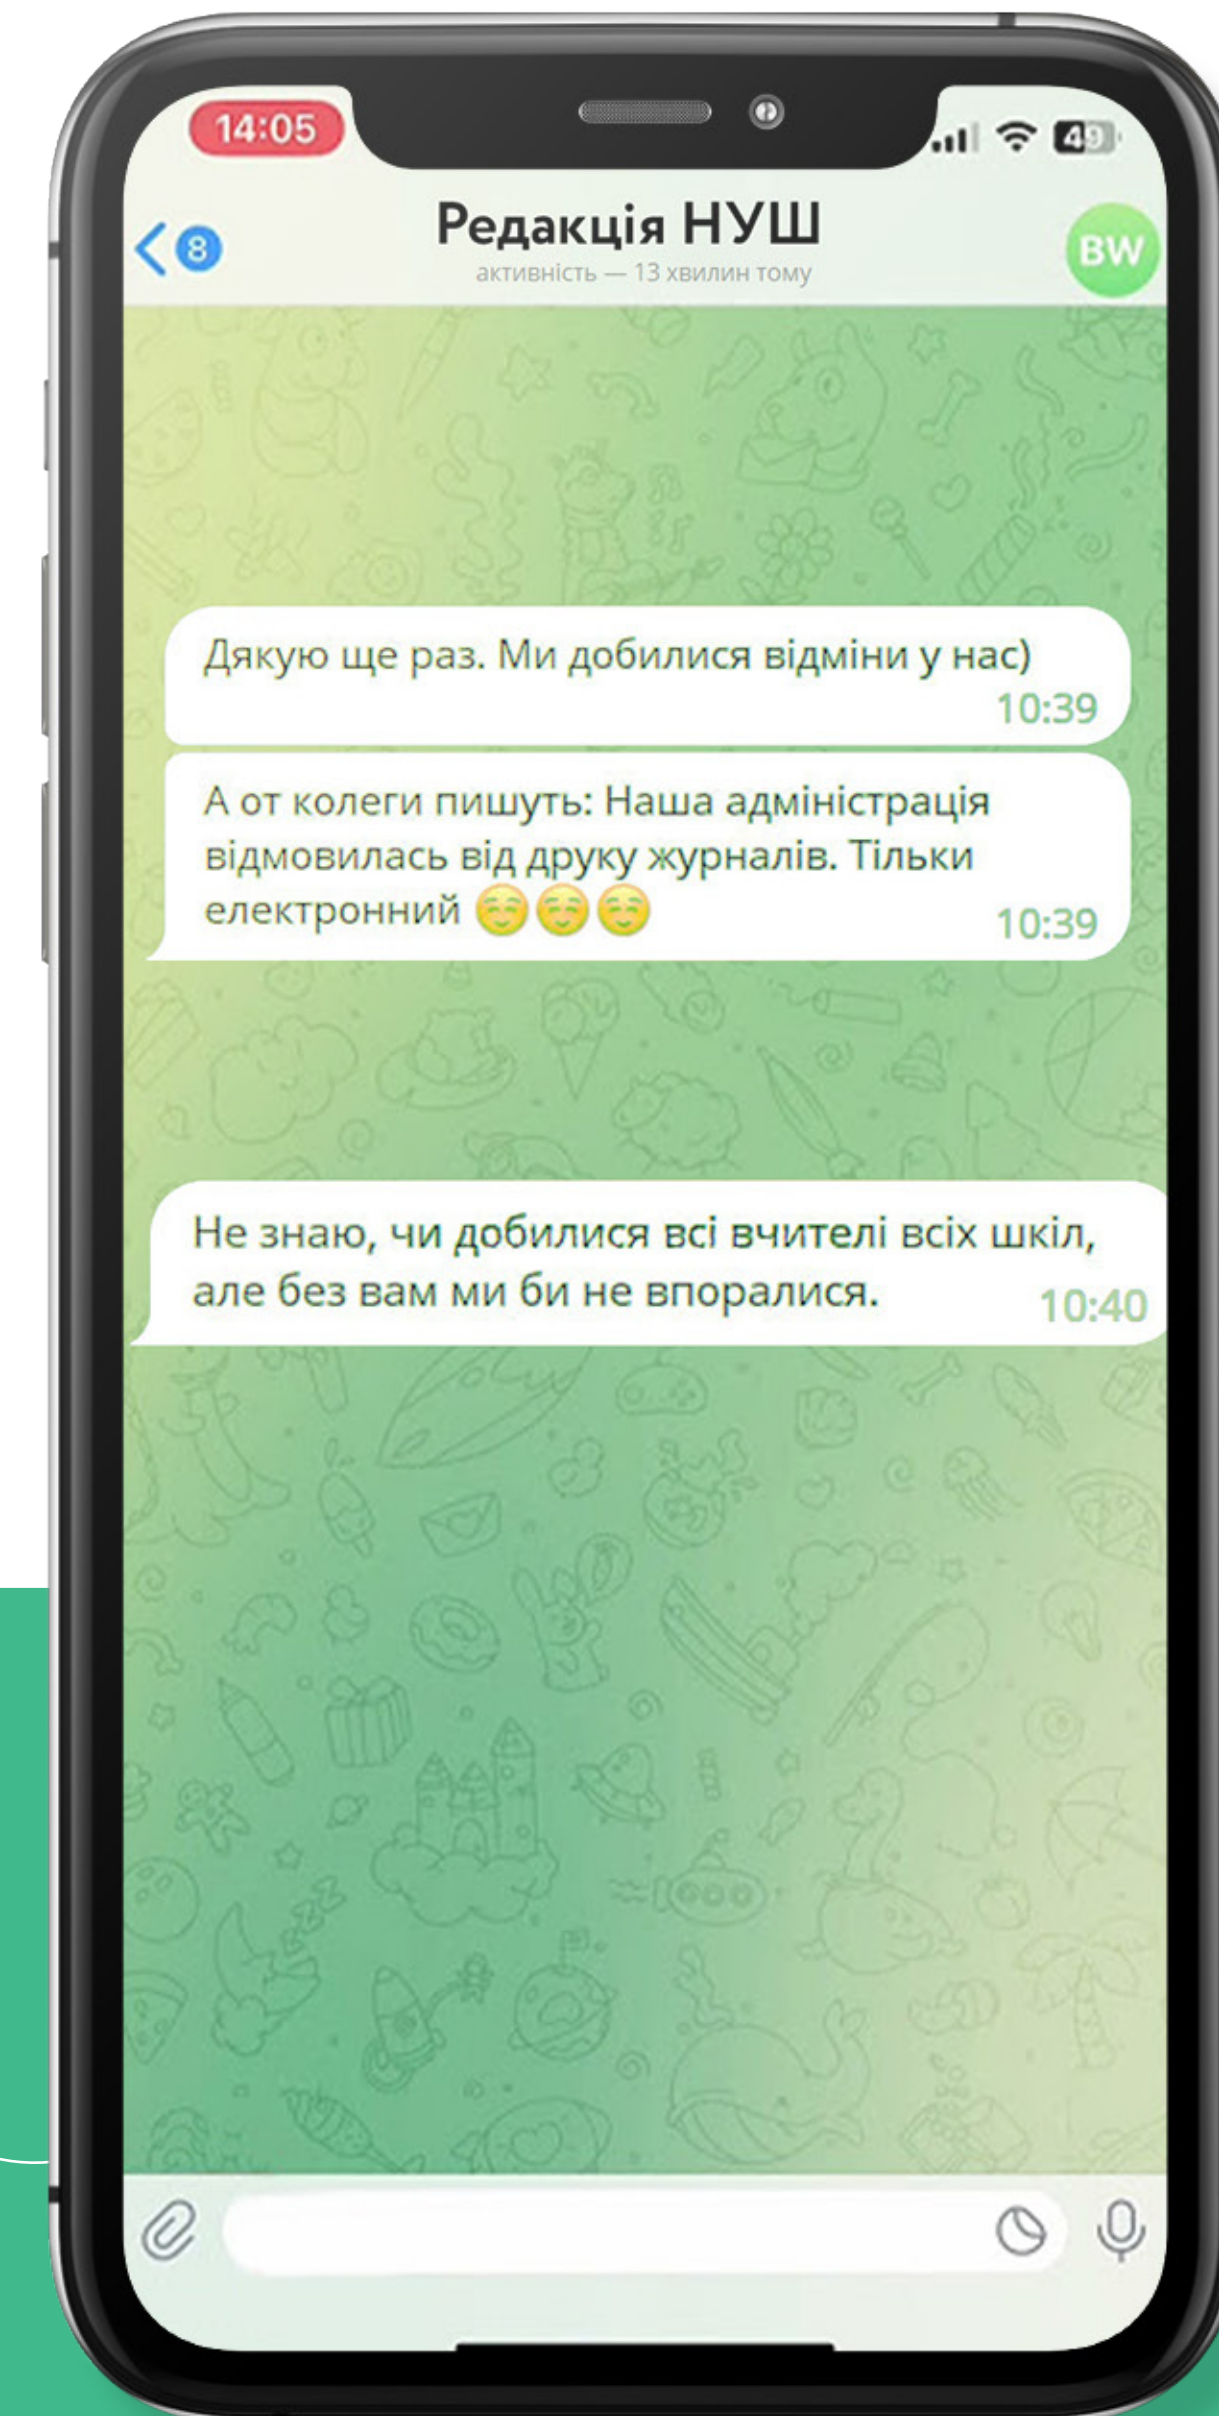 14:05
49
8
Редакція НУШ
активність — 13 хвилин тому
BW
Дякую ще раз. Ми добилися відміни у нас)
10:39
А от колеги пишуть: Наша адміністрація
відмовилась від друку журналів. Тільки
електронний 😊😊😊
10:39
Не знаю, чи добилися всі вчителі всіх шкіл,
але без вам ми би не впоралися.
10:40